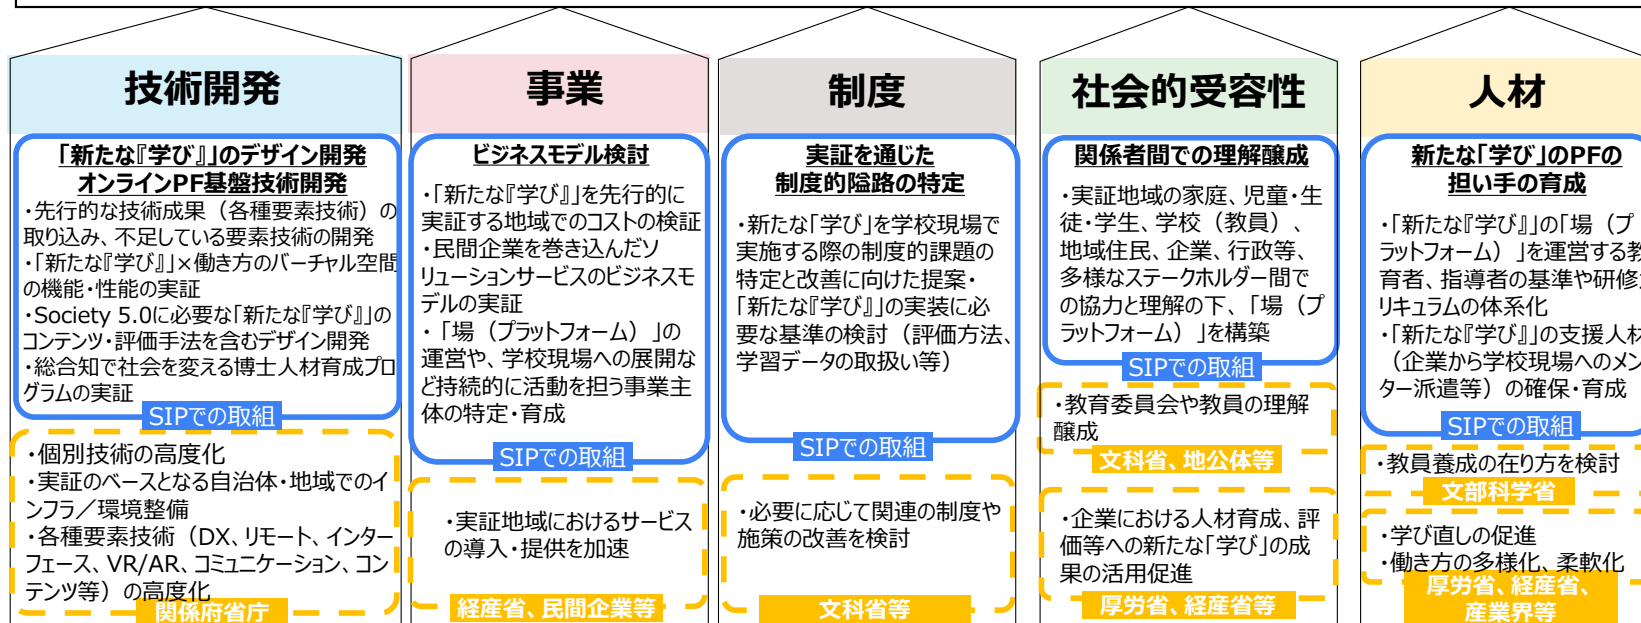 技術開発
「新たな『学び』」のデザイン開発
オンラインPF基盤技術開発
・先行的な技術成果（各種要素技術）の
取り込み、不足している要素技術の開発
・「新たな『学び』」×働き方のバーチャル空間
の機能・性能の実証
・Society 5.0に必要な「新たな『学び』」の
コンテンツ・評価手法を含むデザイン開発
・総合知で社会を変える博士人材育成プロ
グラムの実証
SIPでの取組
・個別技術の高度化
・実証のベースとなる自治体・地域でのイ
ンフラ／環境整備
・各種要素技術（DX、リモート、インター
フェース、VR/AR、コミュニケーション、コン
テンツ等）の高度化
関係府省庁
事業
ビジネスモデル検討
・「新たな『学び』」を先行的に
実証する地域でのコストの検証
・民間企業を巻き込んだソ
リューションサービスのビジネスモ
デルの実証
・「場（プラットフォーム）」の
運営や、学校現場への展開な
ど持続的に活動を担う事業主
体の特定・育成
SIPでの取組
・実証地域におけるサービス
の導入・提供を加速
経産省、民間企業等
制度
実証を通じた
制度的隘路の特定
・新たな「学び」を学校現場で
実施する際の制度的課題の
特定と改善に向けた提案・
「新たな『学び』」の実装に必
要な基準の検討（評価方法、
学習データの取扱い等）
SIPでの取組
・必要に応じて関連の制度や
施策の改善を検討
文科省等
社会的受容性
関係者間での理解醸成
・実証地域の家庭、児童・生
徒・学生、学校（教員）、
地域住民、企業、行政等、
多様なステークホルダー間で
の協力と理解の下、「場（プ
ラットフォーム）」を構築
SIPでの取組
・教育委員会や教員の理解
醸成
文科省、地公体等
・企業における人材育成、評
価等への新たな「学び」の成
果の活用促進
厚労省、経産省等
人材
新たな「学び」のPFの
担い手の育成
・「新たな『学び』」の「場（プ
ラットフォーム）」を運営する教
育者、指導者の基準や研修
リキュラムの体系化
・「新たな『学び』」の支援人材
（企業から学校現場へのメン
ター派遣等）の確保・育成
SIPでの取組
・教員養成の在り方を検討
文部科学省
・学び直しの促進
・働き方の多様化、柔軟化
厚労省、経産省、
産業界等